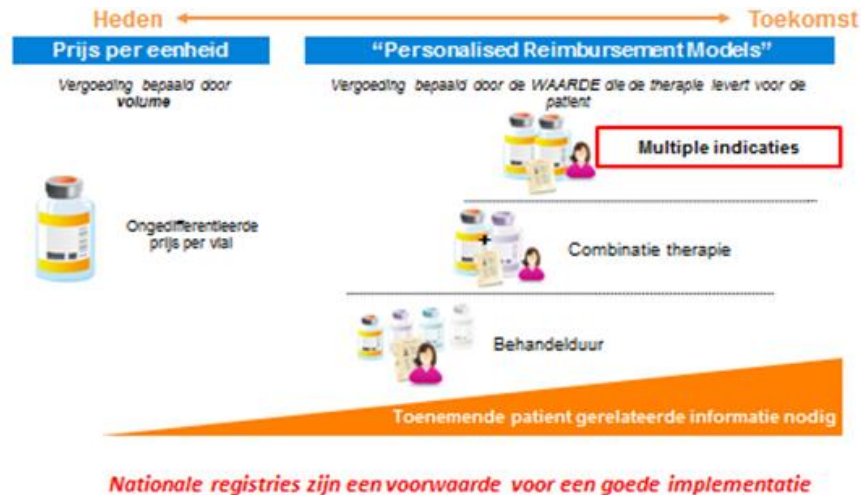 Heden Toekomst
Prijs per eenheid
“Personalised Reimbursement Models”
Vergoeding bepaald door
volume
Vergoeding bepaald door de WAARDE die de therapie levert voor de
patient
Multiple indicaties
Ongedifferentieerde
prijs per vial
Combinatie therapie
Behandelduur
Toenemende patient gerelateerde informatie nodig
Nationale registries zijn een voorwaarde voor een goede implementatie